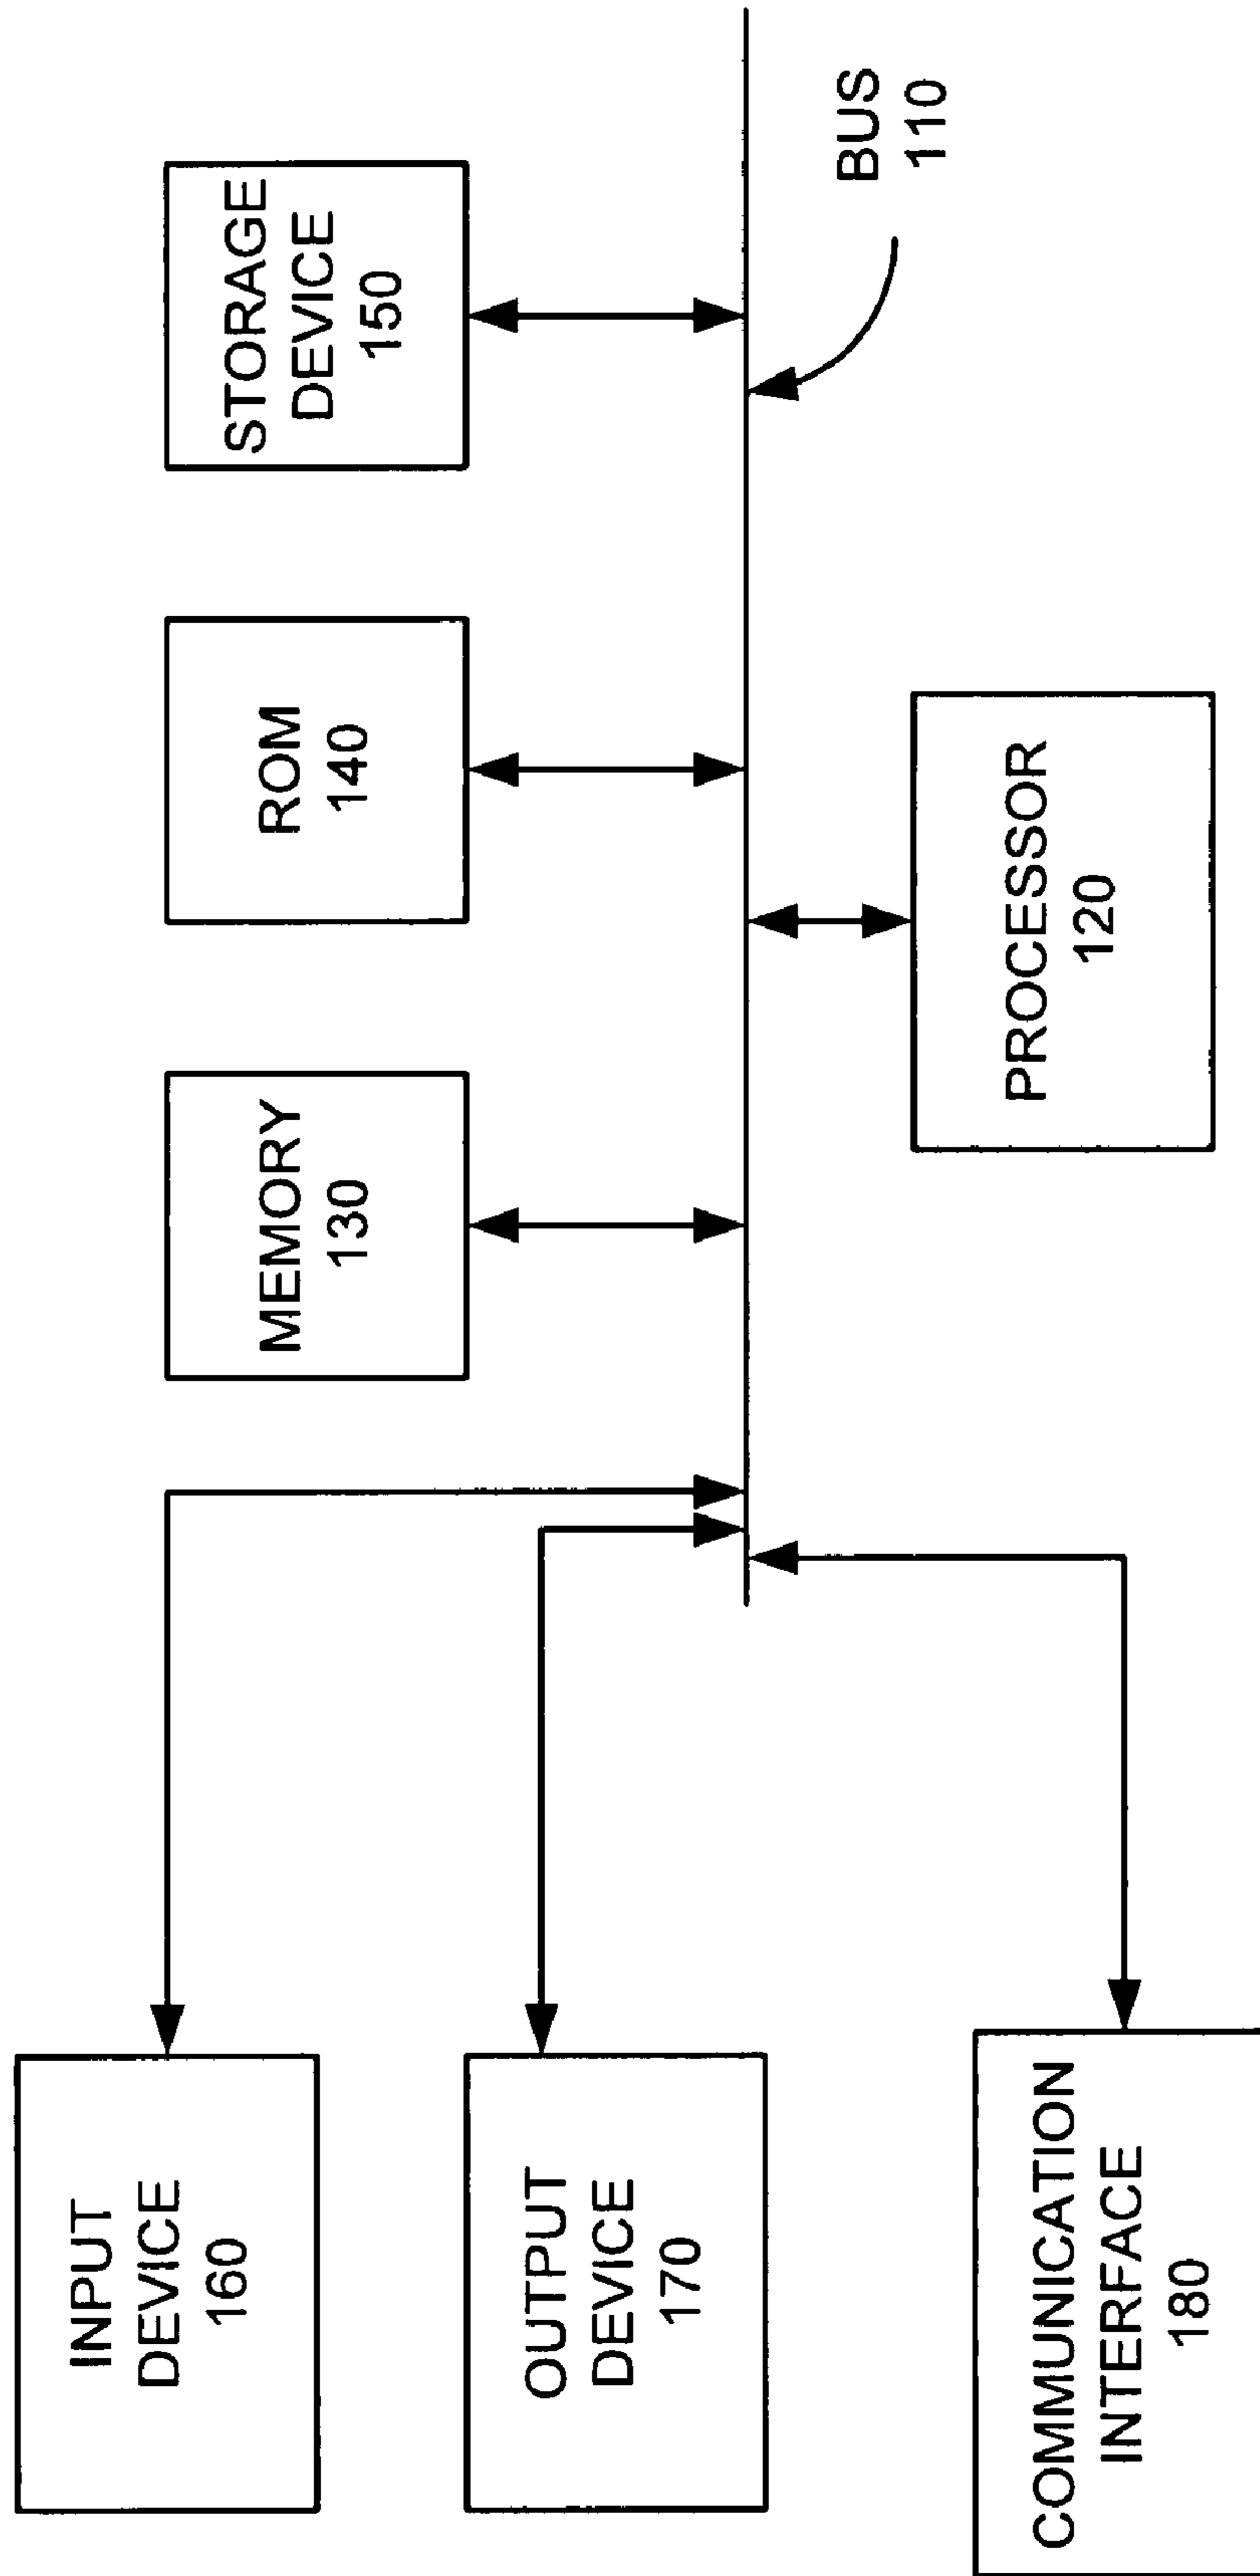 INPUT
DEVICE
160
OUTPUT
DEVICE
170
COMMUNICATION
INTERFACE
180
MEMORY
130
ROM
140
STORAGE
DEVICE
150
PROCESSOR
120
BUS
110